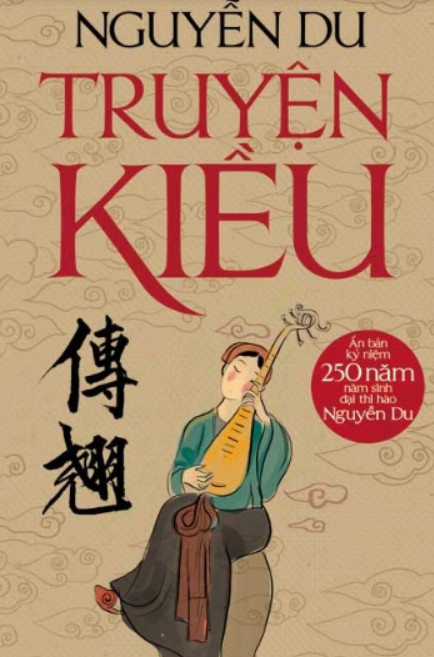 NGUYỄN DU
TRUYỆN
KIỀU
傳
翹
Ấn bản
kỷ niệm
250 năm
năm sinh
đại thi hào
Nguyễn Du